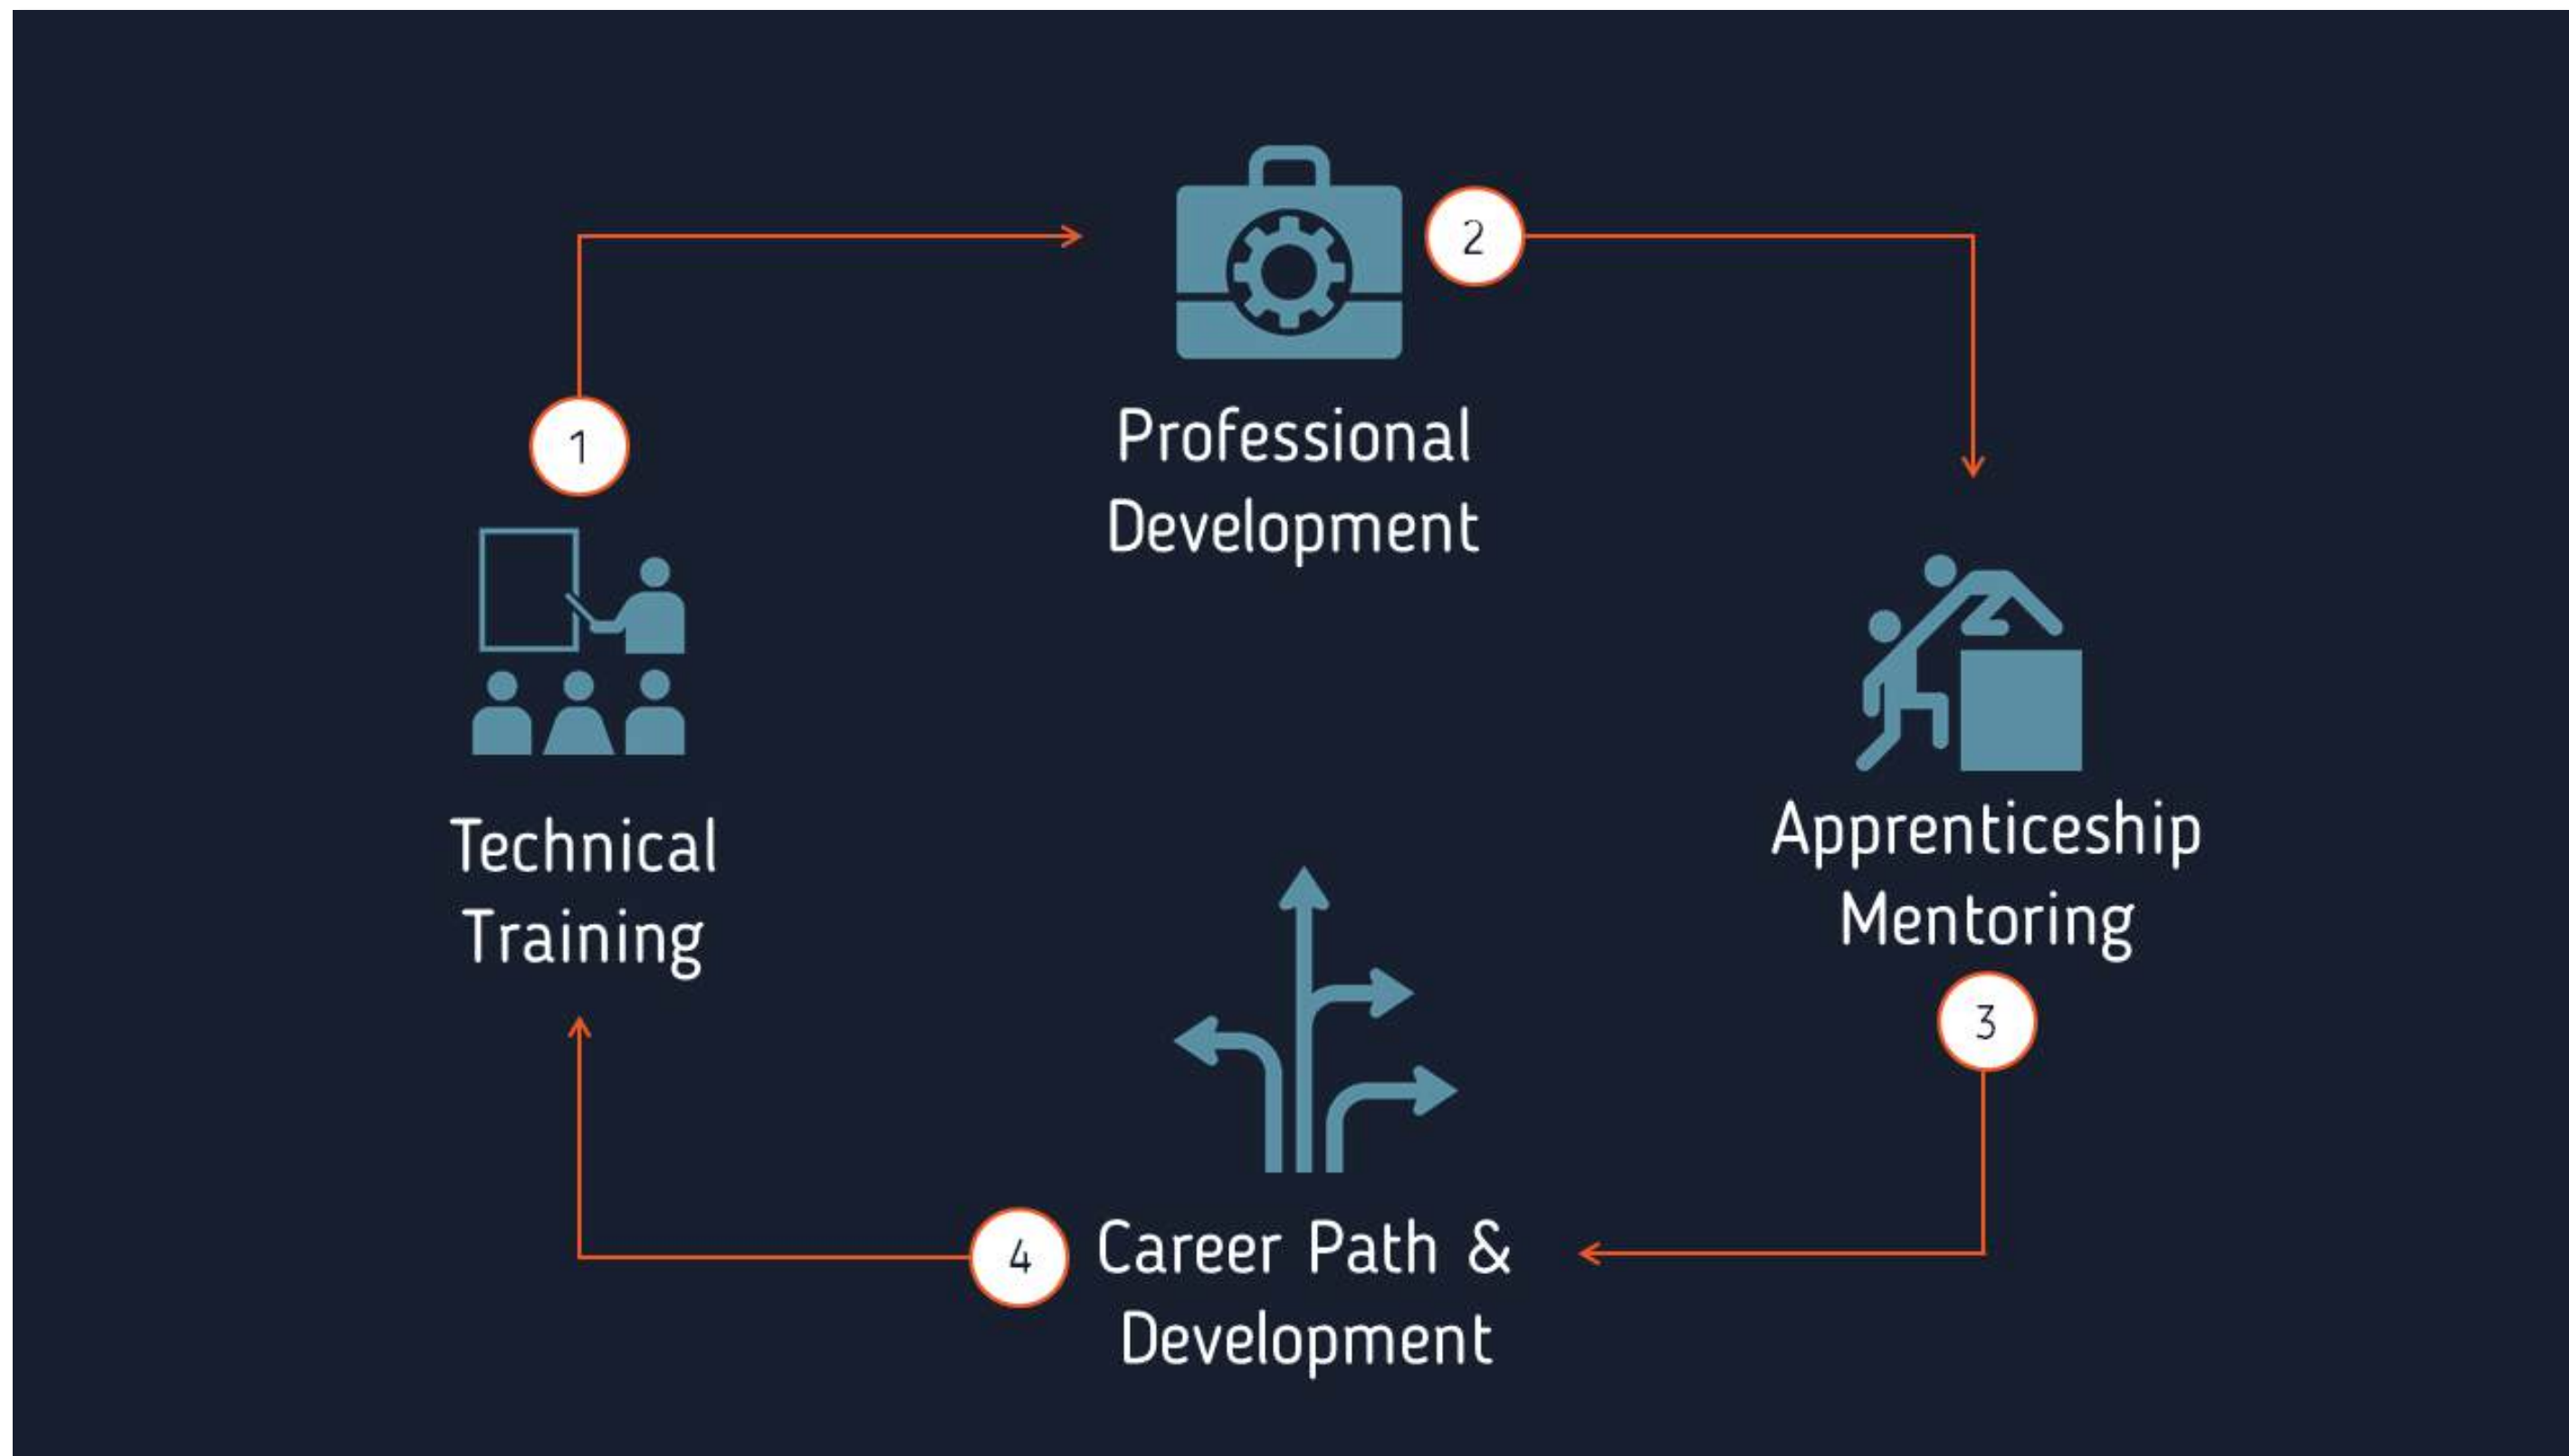 1
Technical
Training
2
Professional
Development
Apprenticeship
Mentoring
3
4
Career Path &
Development